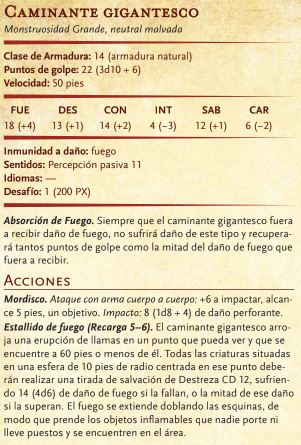 Caminante gigantesco
Monstruosidad Grande, neutral malvada
Clase de Armadura: 14 (armadura natural)
Puntos de golpe: 22 (3d10 + 6)
Velocidad: 50 pies
FUE DES CON INT SAB CAR
18 (+4) 13 (+1) 14 (+2) 4 (−3) 12 (+1) 6 (−2)
Inmunidad a daño: fuego
Sentidos: Percepción pasiva 11
Idiomas: —
Desafío: 1 (200 PX)
Absorción de Fuego. Siempre que el caminante gigantesco fuera
a recibir daño de fuego, no sufrirá daño de este tipo y recupera-
rá tantos puntos de golpe como la mitad del daño de fuego que
fuera a recibir.
Acciones
Mordisco. Ataque con arma cuerpo a cuerpo: +6 a impactar, alcan-
ce 5 pies, un objetivo. Impacto: 8 (1d8 + 4) de daño perforante.
Estallido de fuego (Recarga 5–6). El caminante gigantesco arro-
ja una erupción de llamas en un punto que pueda ver y que se
encuentre a 60 pies o menos de él. Todas las criaturas situadas
en una esfera de 10 pies de radio centrada en ese punto debe-
rán realizar una tirada de salvación de Destreza CD 12, sufrien-
do 14 (4d6) de daño de fuego si la fallan, o la mitad de ese daño
si la superan. El fuego se extiende doblando las esquinas, de
modo que prende los objetos inflamables que nadie porte ni
lleve puestos y se encuentren en el área.